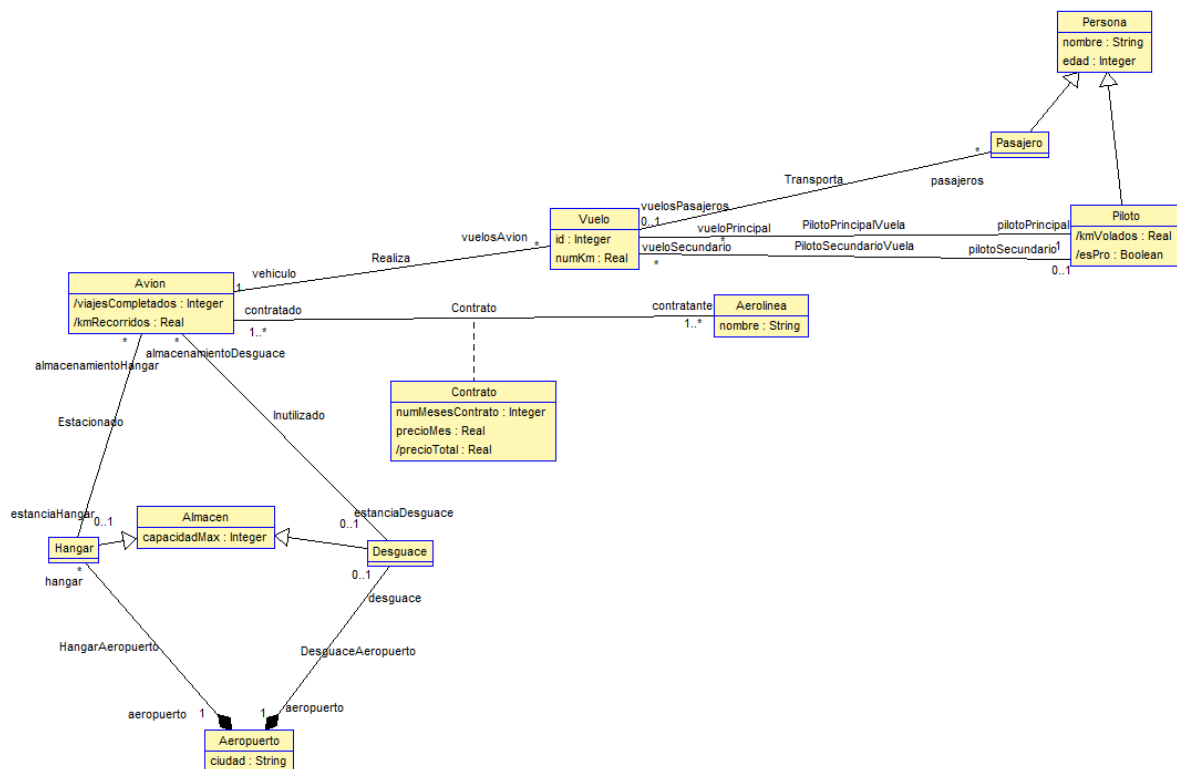 Persona
nombre : String
edad : Integer
Pasajero
*
Transporta
pasajeros
vuelosPasajeros
0..1
Vuelo
id : Integer
numKm : Real
vueloPrincipal
*
PilotoPrincipalVuela
pilotoPrincipal
1
vueloSecundario
*
PilotoSecundarioVuela
pilotoSecundario
0..1
Piloto
/kmVolados : Real
/esPro : Boolean
vuelosAvion
*
Realiza
vehiculo
1
Avion
/viajesCompletados : Integer
/kmRecorridos : Real
contratado
1..*
Contrato
contratante
1..*
Aerolinea
nombre : String
*
almacenamientoHangar
*
almacenamientoDesguace
Contrato
numMesesContrato : Integer
precioMes : Real
/precioTotal : Real
Estacionado
Inutilizado
estanciaHangar
0..1
Almacen
capacidadMax : Integer
0..1
estanciaDesguace
Hangar
*
hangar
Desguace
0..1
desguace
HangarAeropuerto
DesguaceAeropuerto
aeropuerto
1
1
aeropuerto
Aeropuerto
ciudad : String